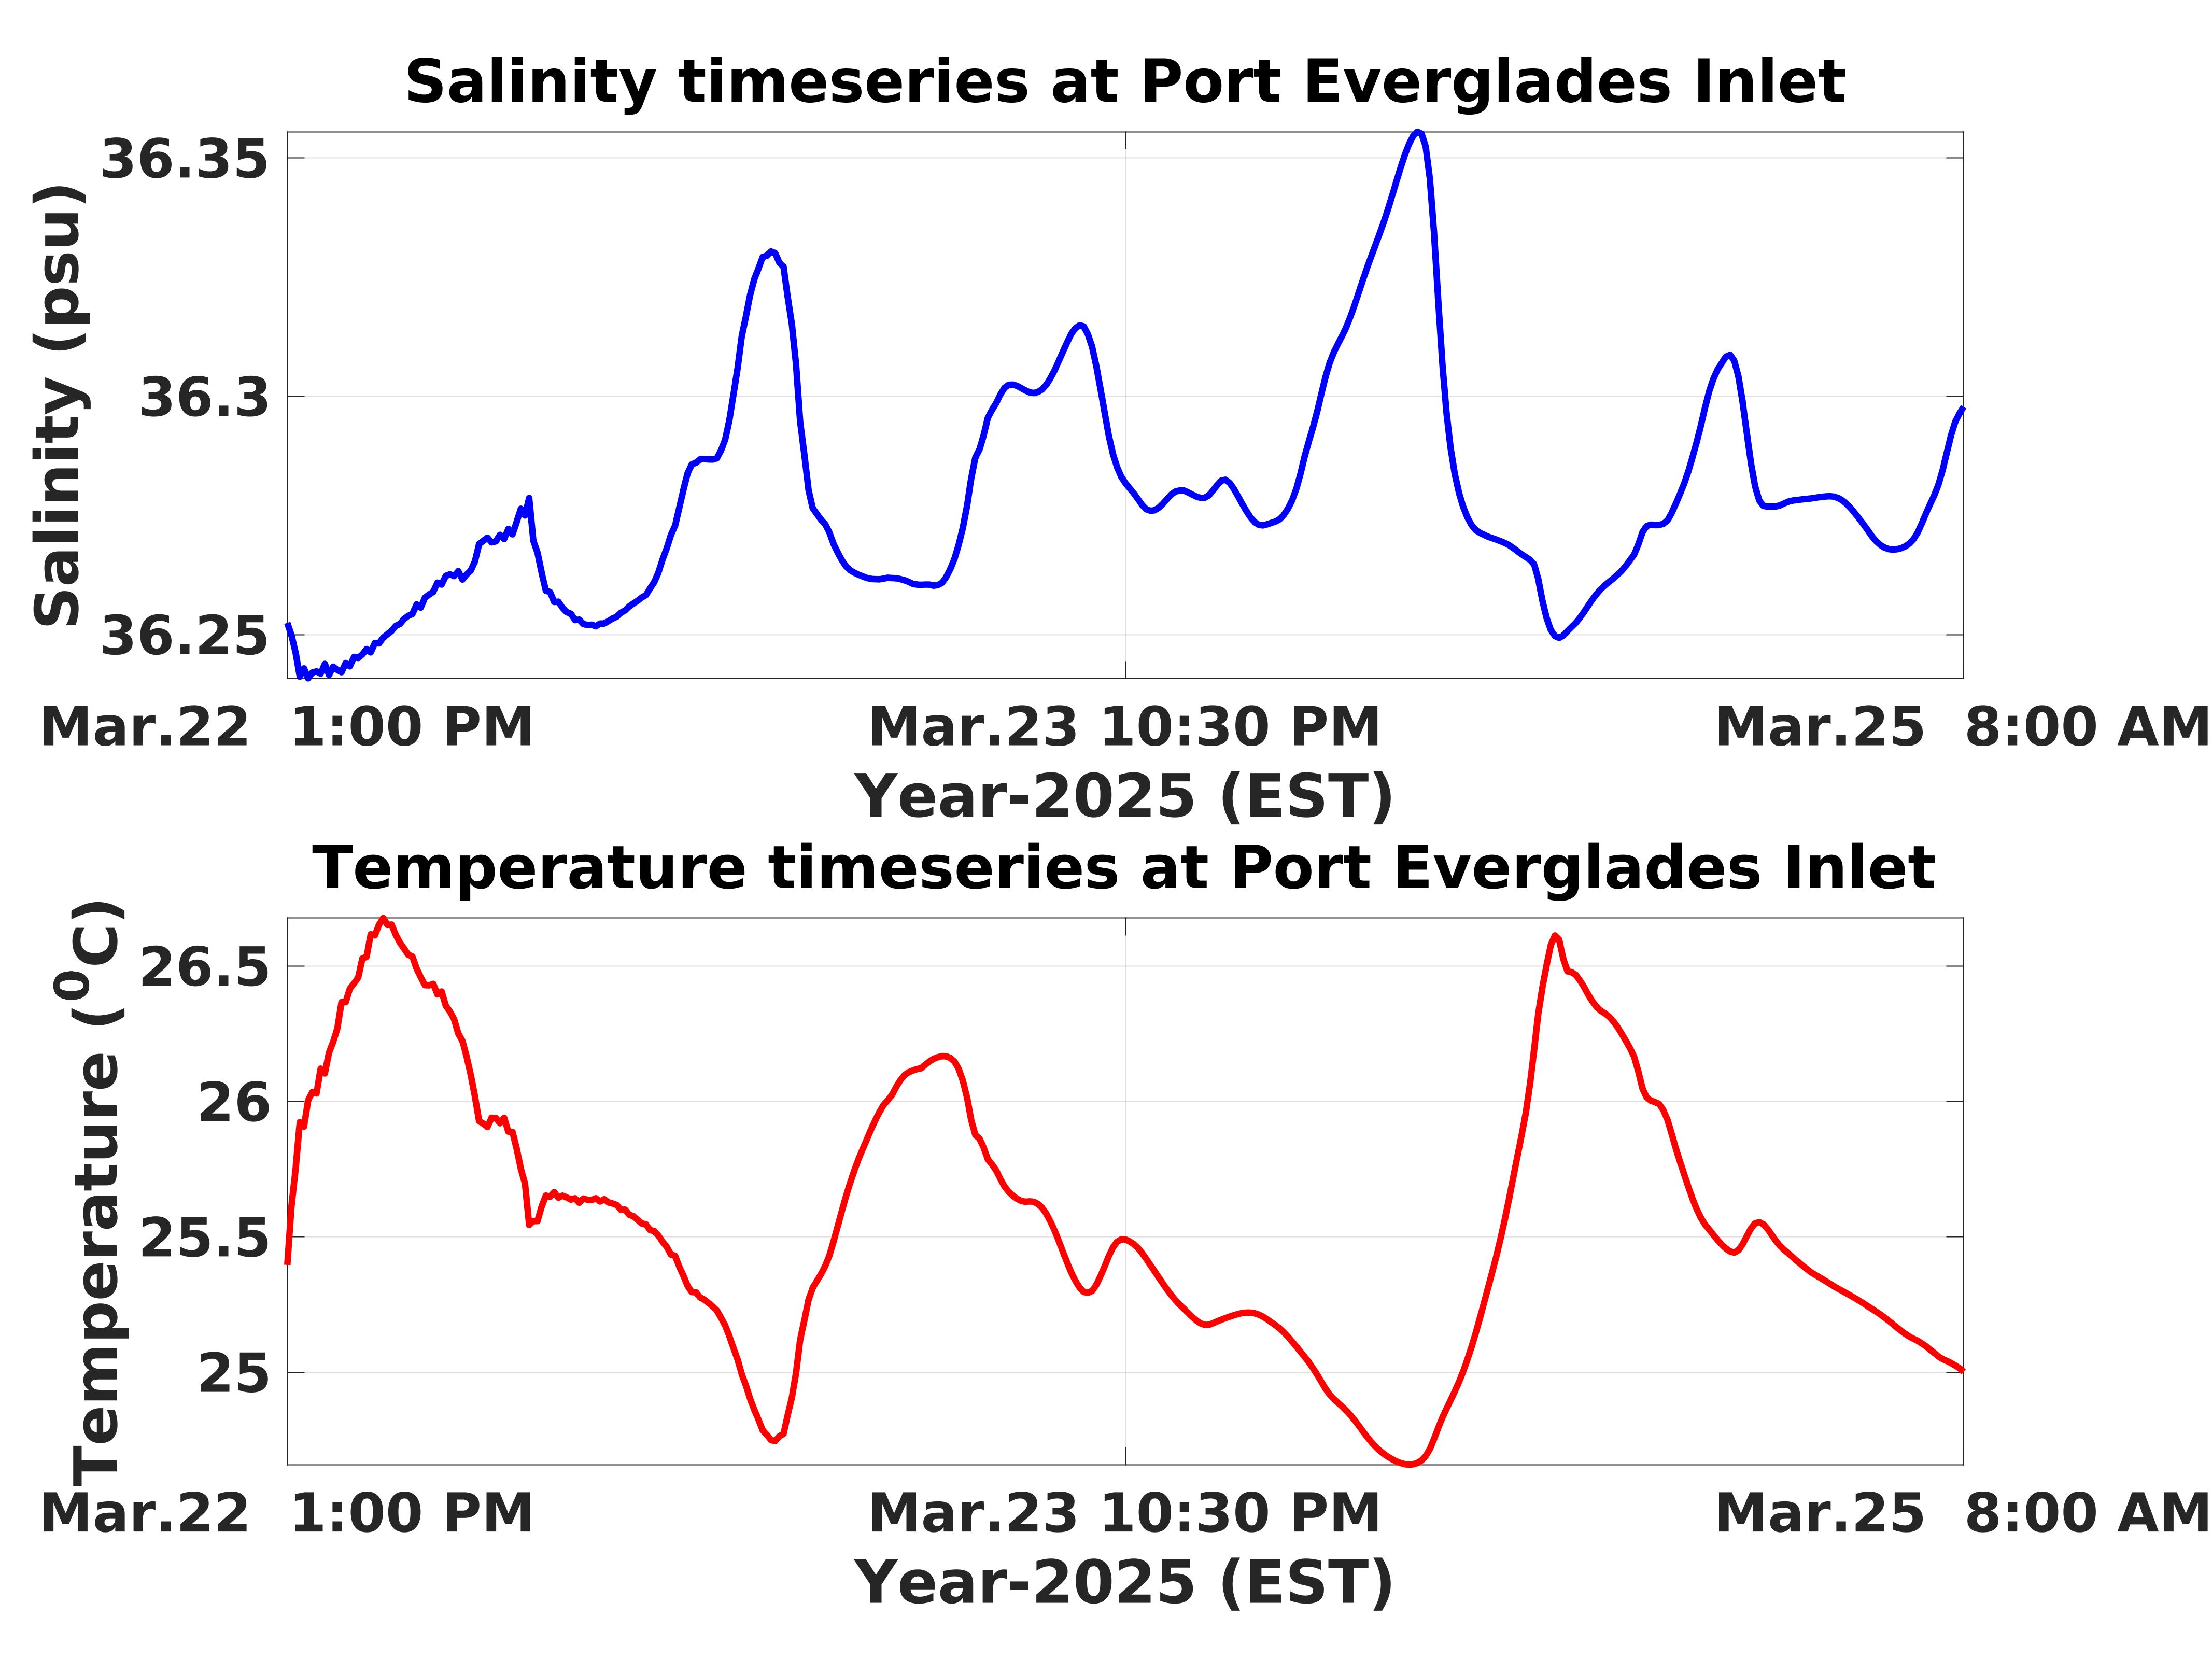 Salinity timeseries at Port Everglades Inlet
Salinity (psu)
36.35
36.3
36.25
Mar.22 1:00 PM Mar.23 10:30 PM Mar.25 8:00 AM
Year-2025 (EST)
Temperature timeseries at Port Everglades Inlet
Temperature (⁰C)
26.5
26
25.5
25
Mar.22 1:00 PM Mar.23 10:30 PM Mar.25 8:00 AM
Year-2025 (EST)